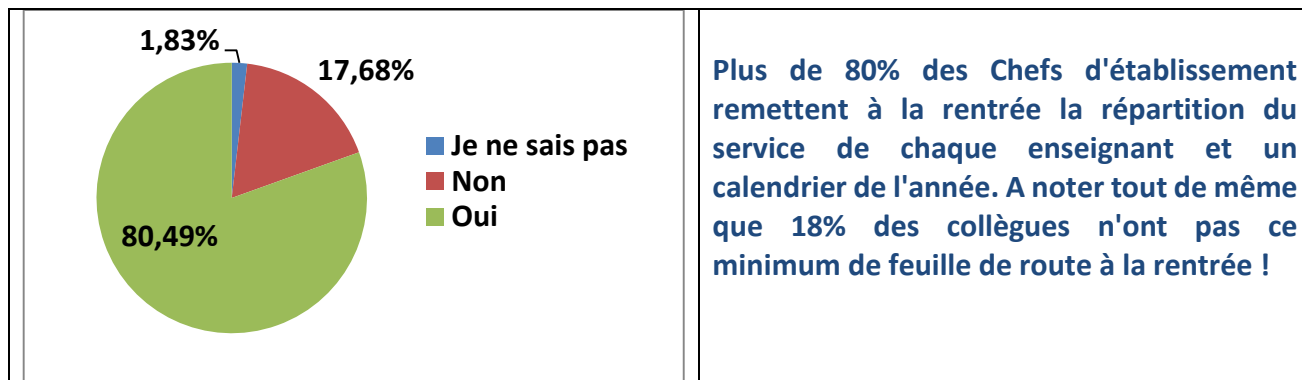 1,83%
17,68%
80,49%
Je ne sais pas
Non
Oui
Plus de 80% des Chefs d'établissement
remettent à la rentrée la répartition du
service de chaque enseignant et un
calendrier de l'année. A noter tout de même
que 18% des collègues n'ont pas ce
minimum de feuille de route à la rentrée !